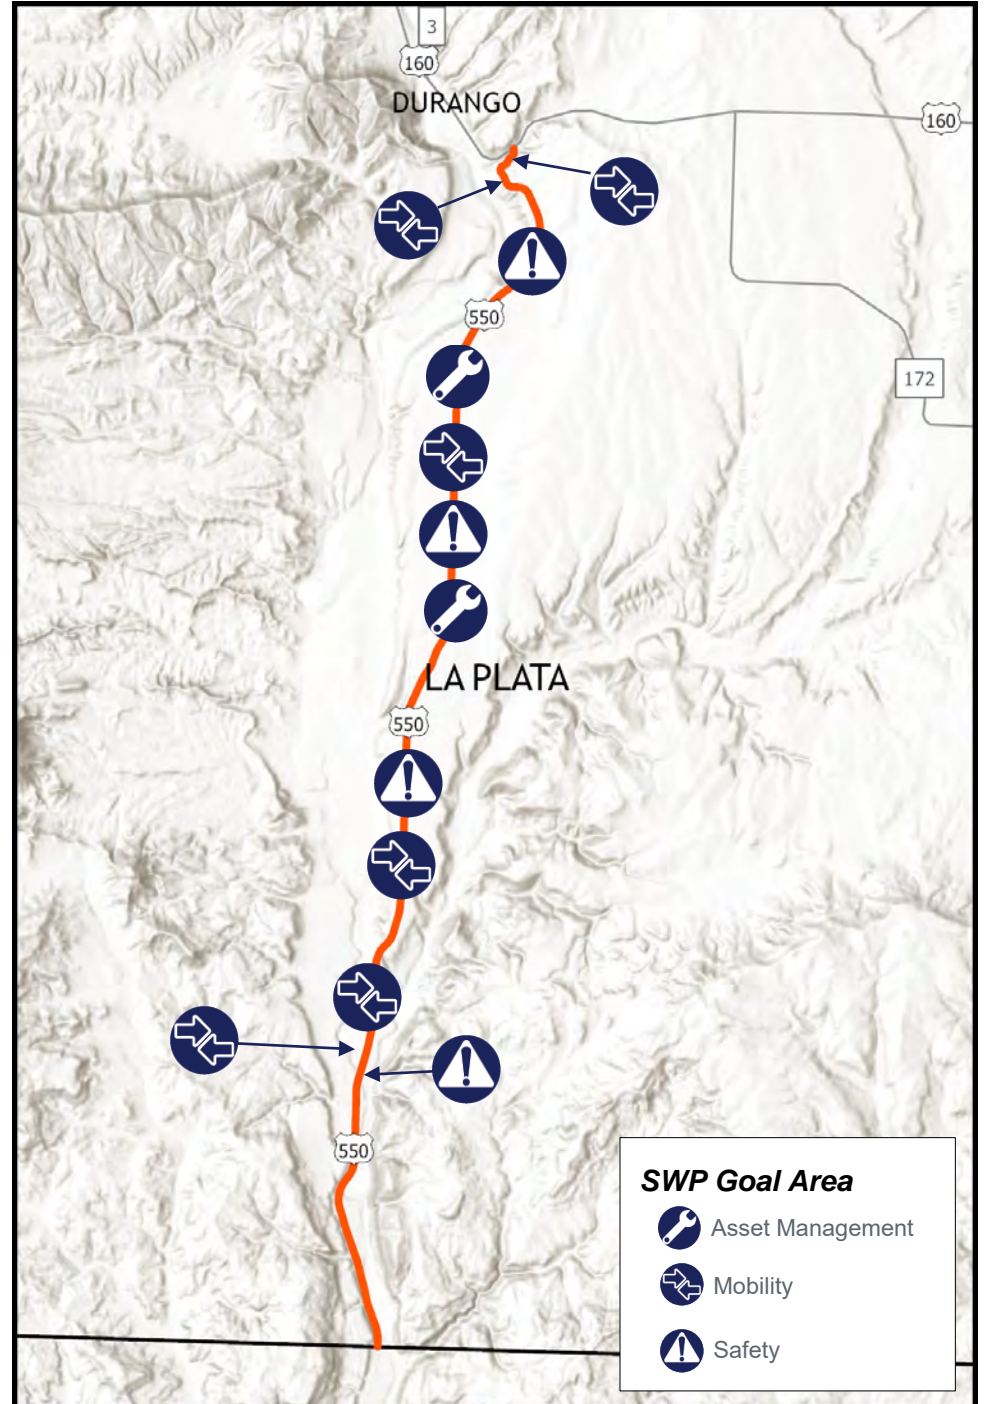 3
160
DURANGO
160
550
172
LA PLATA
550
550
SWP Goal Area
Asset Management
Mobility
Safety